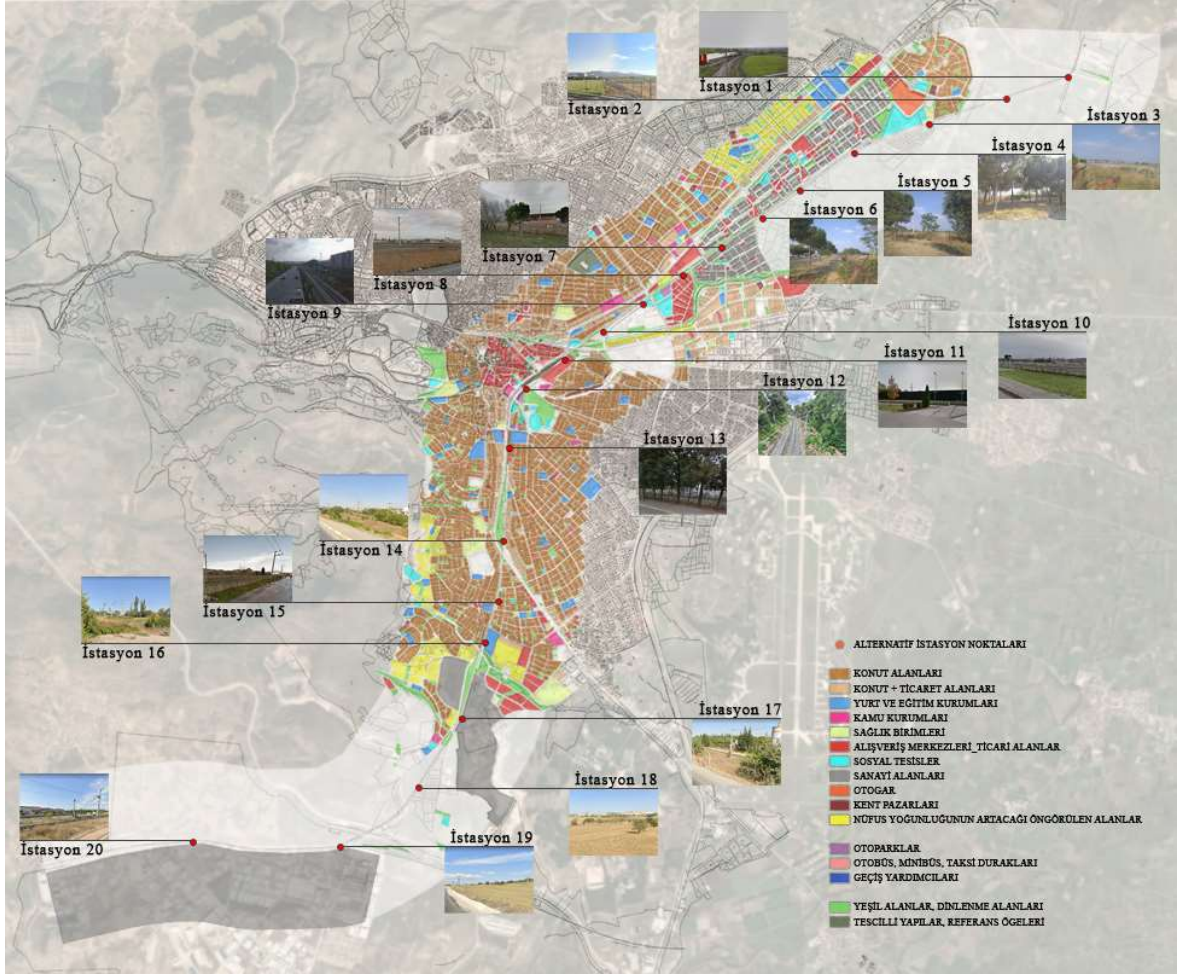 İstasyon 1
İstasyon 2
İstasyon 3
İstasyon 4
İstasyon 5
İstasyon 6
İstasyon 7
İstasyon 8
İstasyon 9
İstasyon 10
İstasyon 11
İstasyon 12
İstasyon 13
İstasyon 14
İstasyon 15
İstasyon 16
İstasyon 17
İstasyon 18
İstasyon 19
İstasyon 20
ALTERNATİF İSTASYON NOKTALARI
KONUT ALANLARI
KONUT + TİCARET ALANLARI
YURT VE EĞİTİM KURUMLARI
KAMU KURUMLARI
SAĞLIK BİRİMLERİ
ALIŞVERİŞ MERKEZLERİ_TİCARİ ALANLAR
SOSYAL TESİSLER
SANAYİ ALANLARI
OTOGAR
KENT PAZARLARI
NÜFUS YOĞUNLUĞUNUN ARTACAĞI ÖNGÖRÜLEN ALANLAR
OTOPARKLAR
OTOBÜS, MİNİBÜS, TAKSİ DURAKLARI
GEÇİŞ YARDIMCILARI
YEŞİL ALANLAR, DİNLENME ALANLARI
TESCİLLİ YAPILAR, REFERANS ÖGELERİ